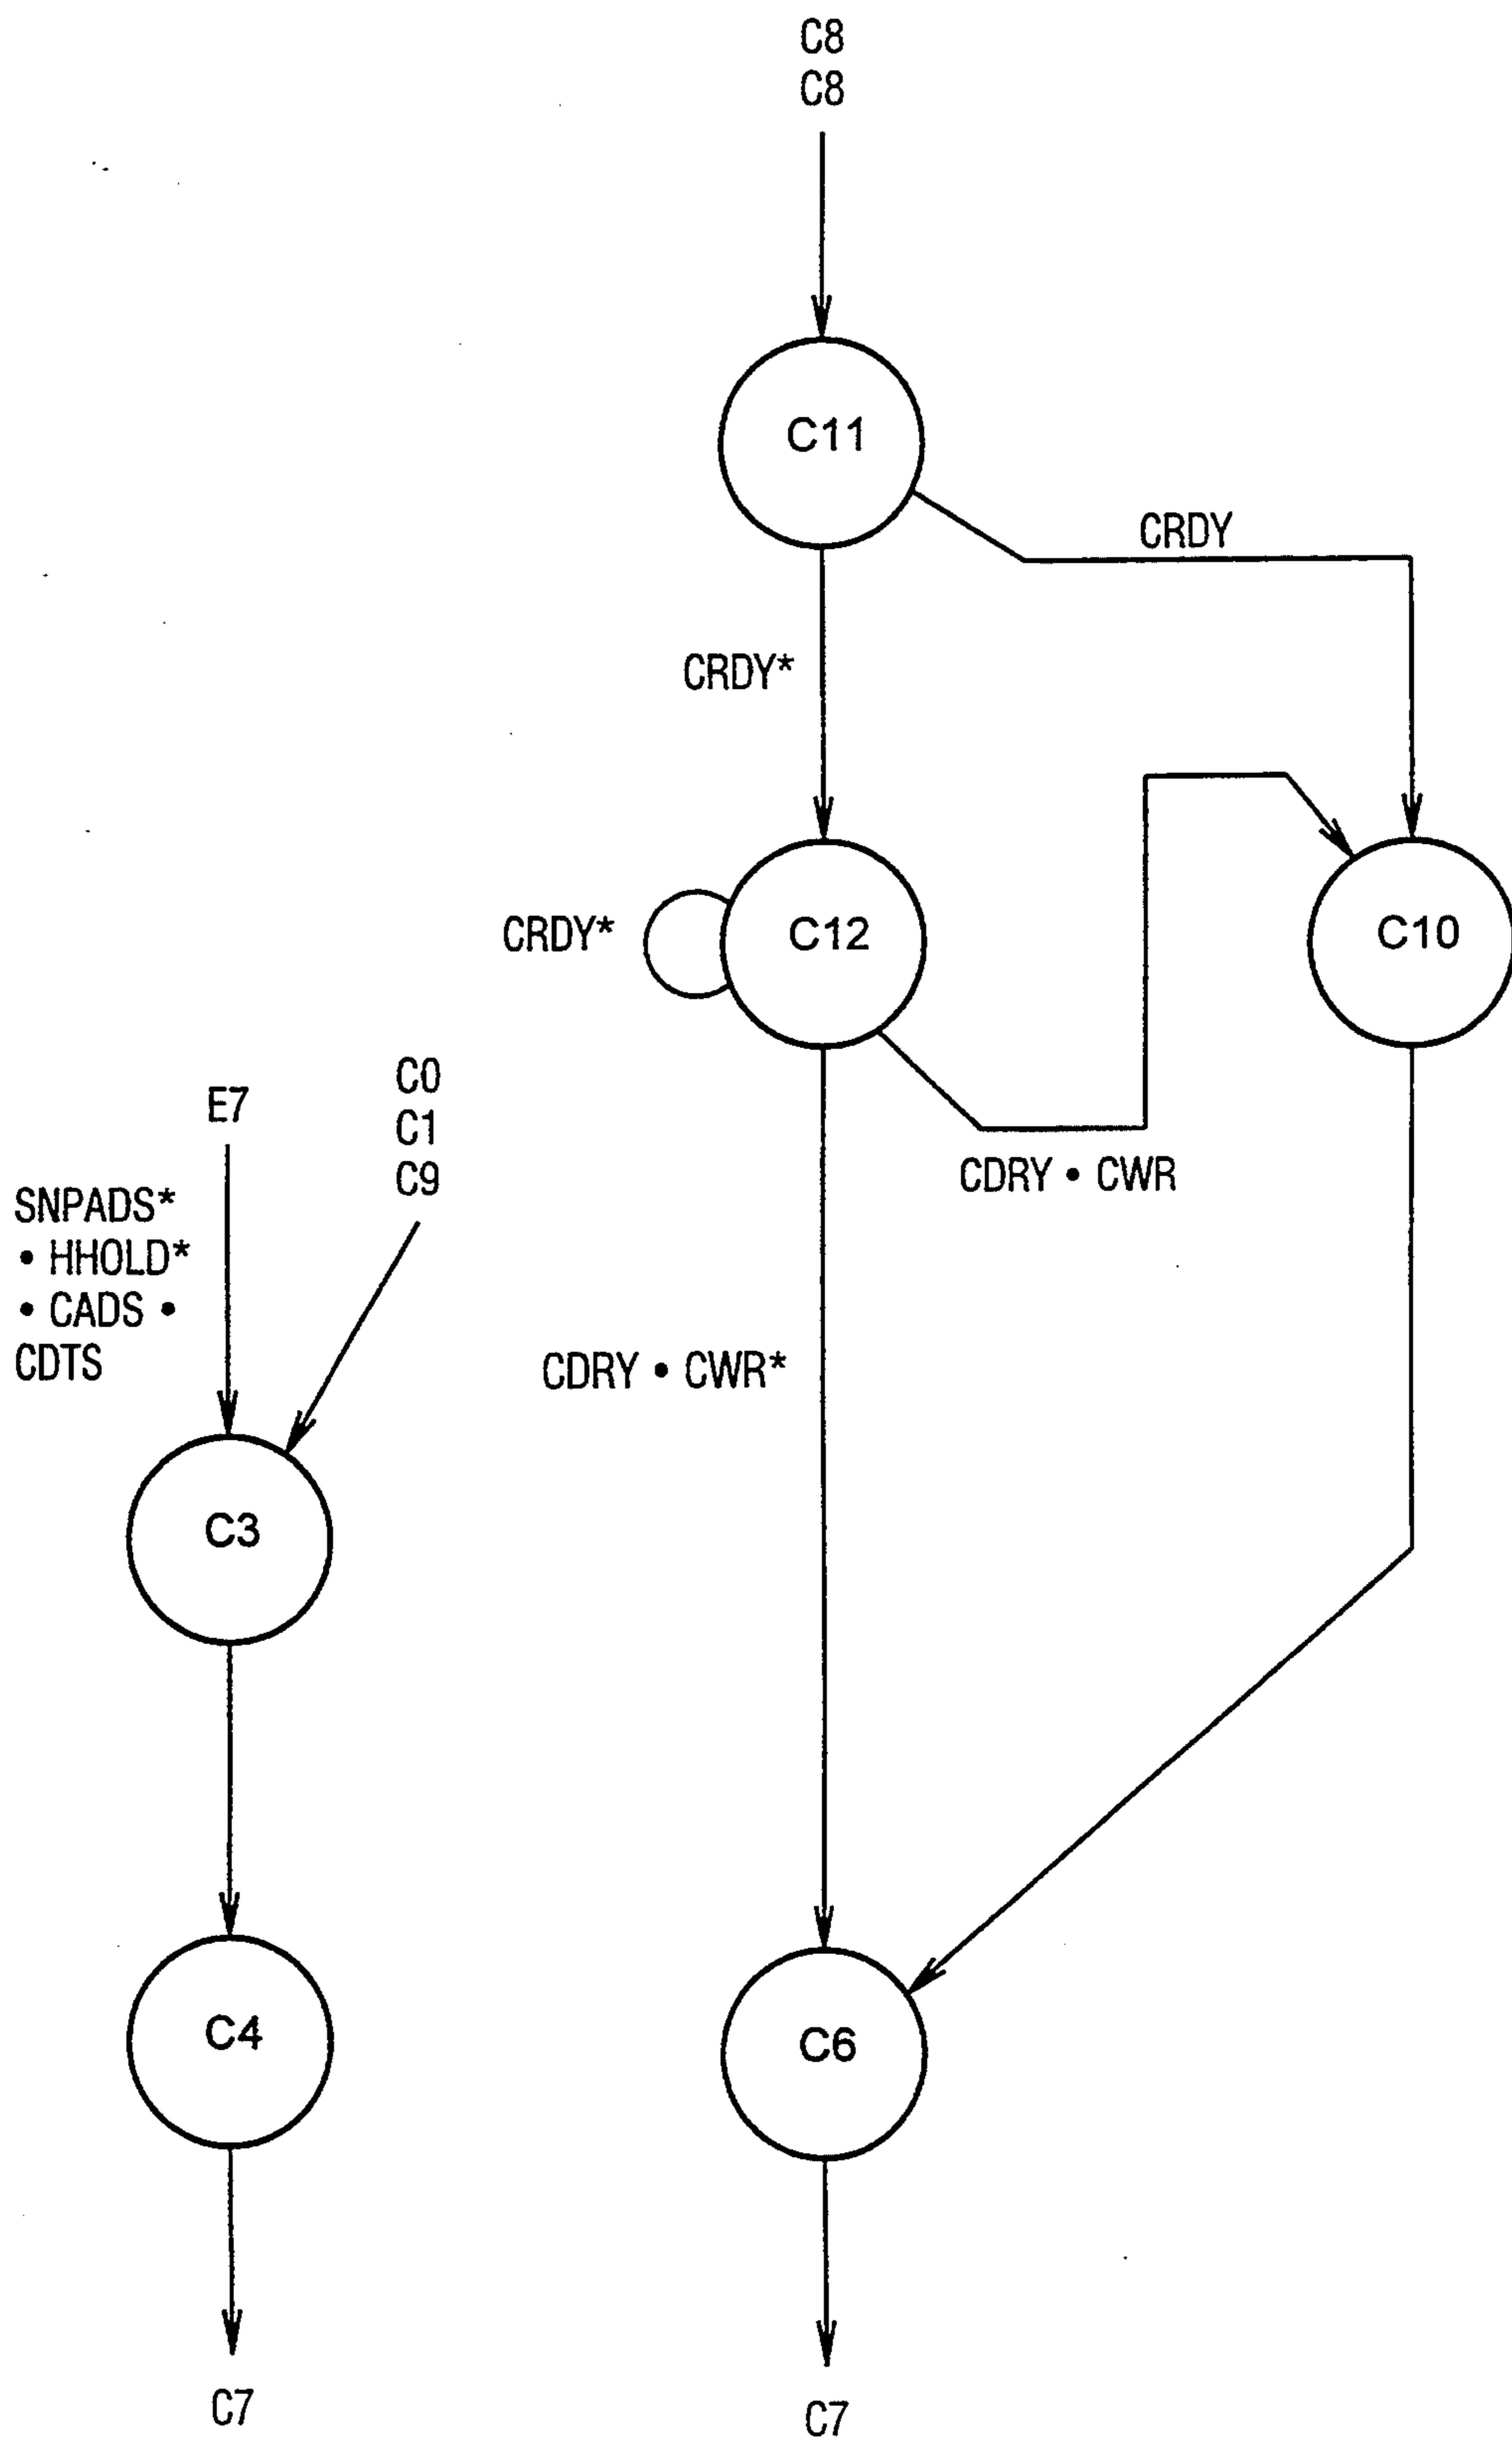 C8
C8
C11
CRDY
CRDY*
CRDY*
C12
C10
CDRY • CWR
E7
C0
C1
C9
SNPADS*
• HHOLD*
• CADS •
CDTS
CDRY • CWR*
C3
C4
C6
C7
C7